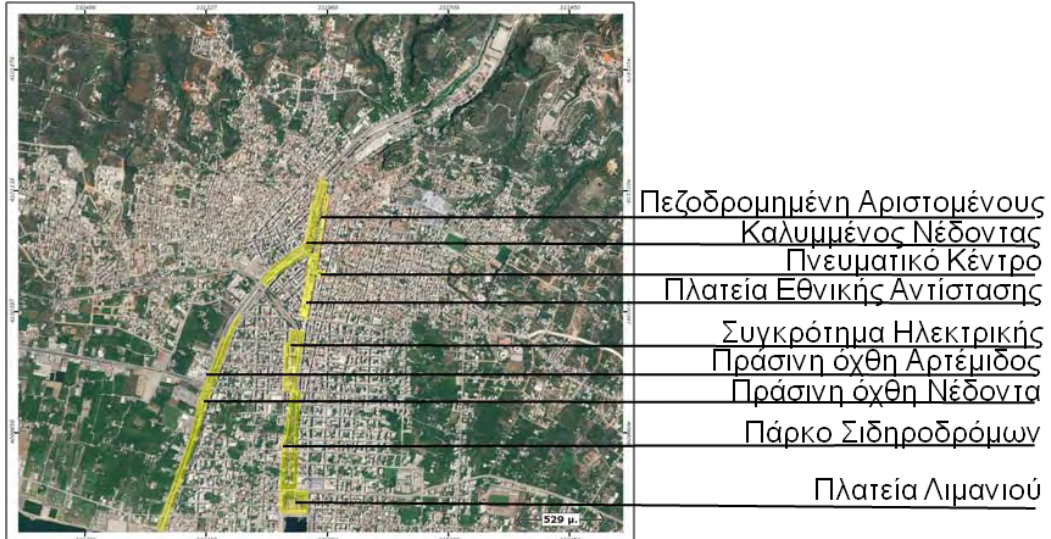 Πεζοδρομημένη Αριστομένους
Καλυμμένος Νέδοντας
Πνευματικό Κέντρο
Πλατεία Εθνικής Αντίστασης
Συγκρότημα Ηλεκτρικής
Πράσινη όχθη Αρτέμιδος
Πράσινη όχθη Νέδοντα
Πάρκο Σιδηροδρόμων
Πλατεία Λιμανιού
529 μ.